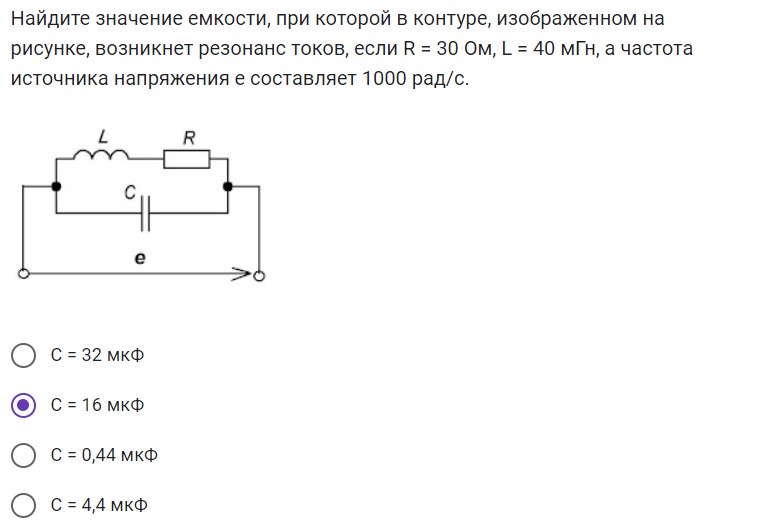 Найдите значение емкости, при которой в контуре, изображенном на
рисунке, возникнет резонанс токов, если R = 30 Ом, L = 40 мГн, а частота
источника напряжения e составляет 1000 рад/с.
L
R
C
e
C = 32 мкФ
C = 16 мкФ
C = 0,44 мкФ
C = 4,4 мкФ